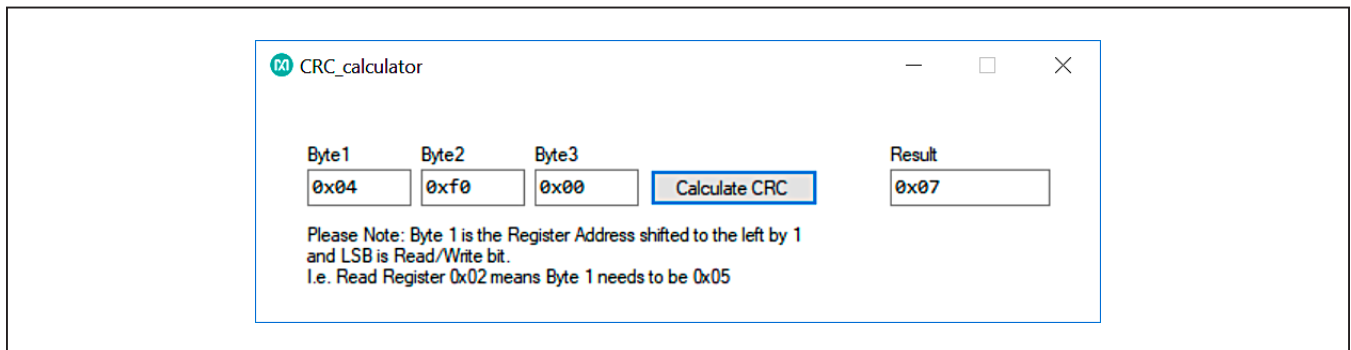 CRC_calculator
Byte1 Byte2 Byte3 Result
0x04 0xf0 0x00 Calculate CRC 0x07
Please Note: Byte 1 is the Register Address shifted to the left by 1
and LSB is Read/Write bit.
I.e. Read Register 0x02 means Byte 1 needs to be 0x05